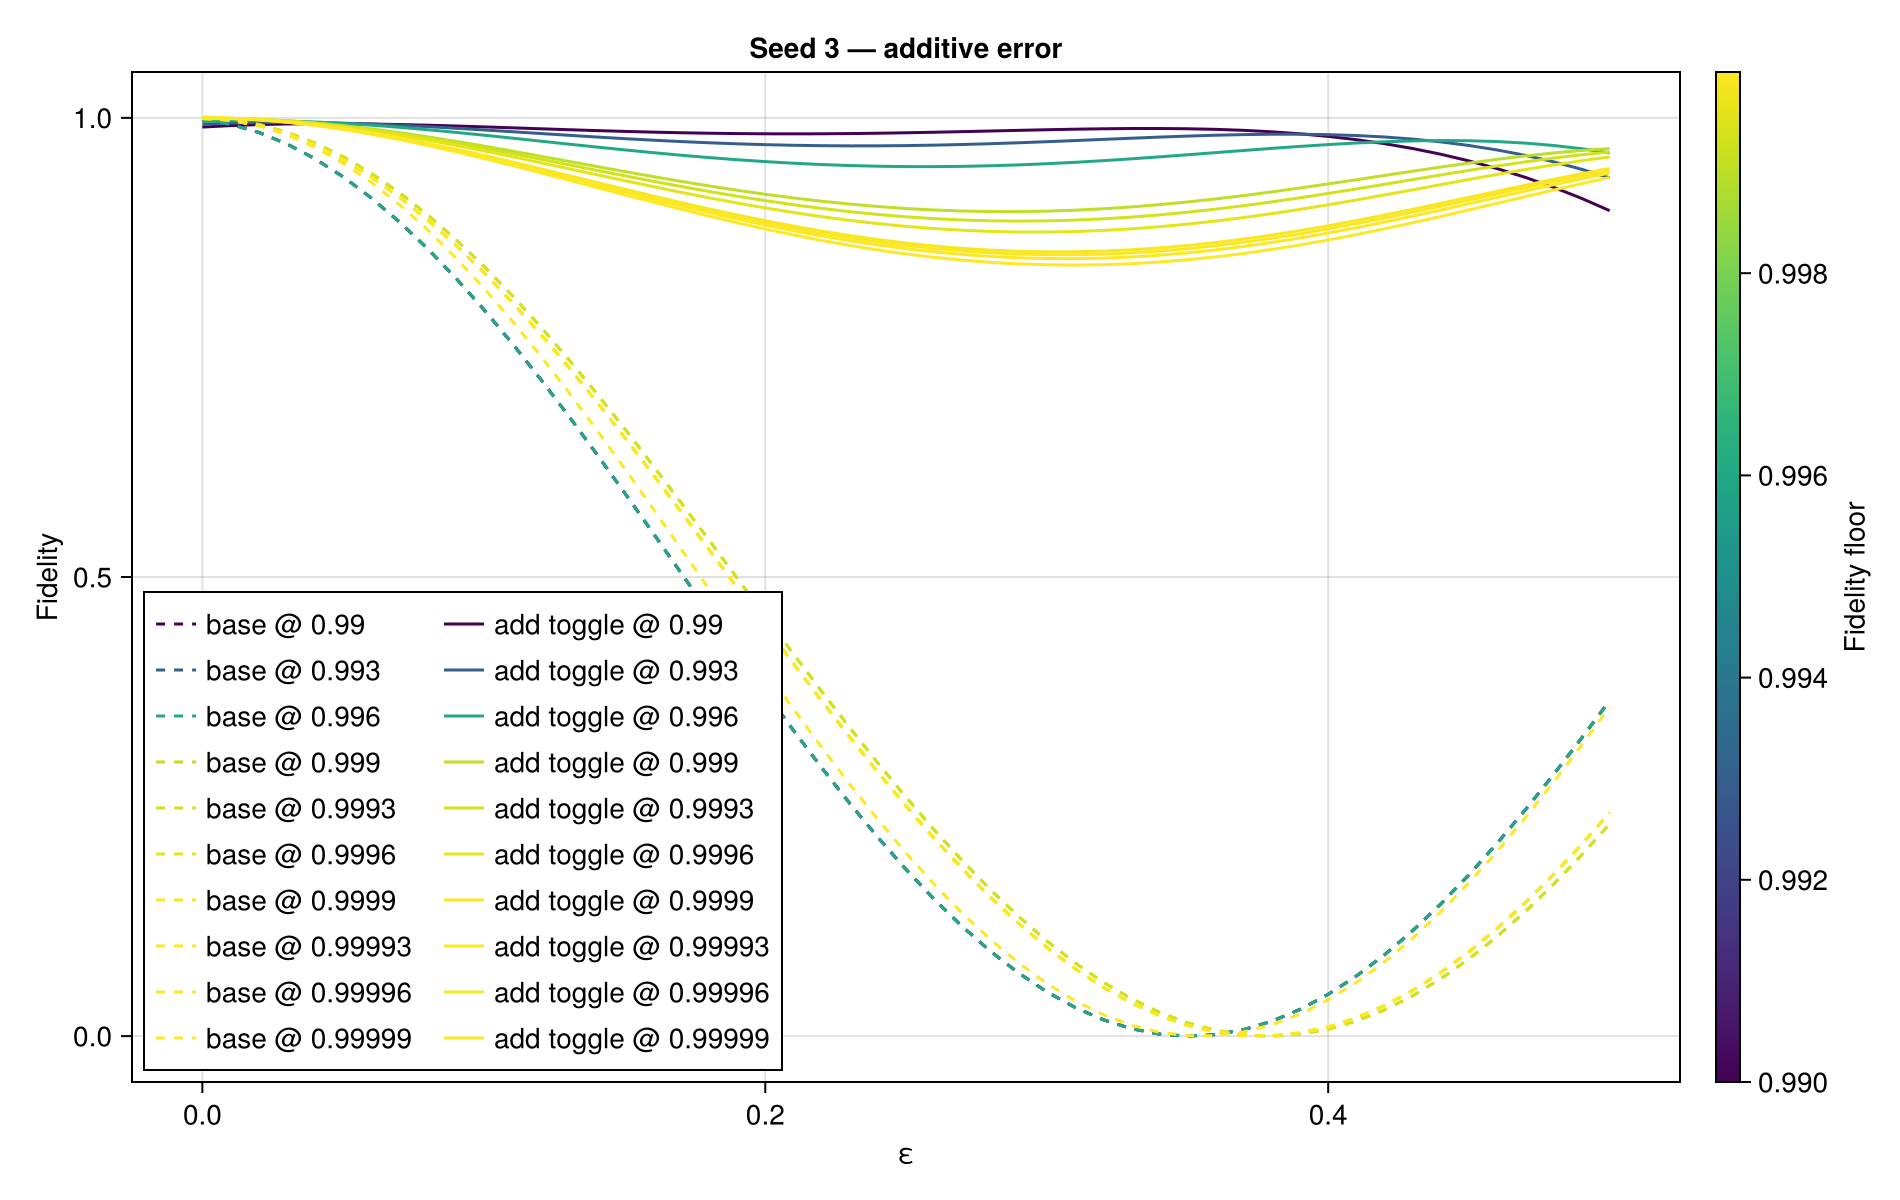 Seed 3 — additive error
Fidelity
1.0
0.5
0.0
base @ 0.99
add toggle @ 0.99
base @ 0.993
add toggle @ 0.993
base @ 0.996
add toggle @ 0.996
base @ 0.999
add toggle @ 0.999
base @ 0.9993
add toggle @ 0.9993
base @ 0.9996
add toggle @ 0.9996
base @ 0.9999
add toggle @ 0.9999
base @ 0.99993
add toggle @ 0.99993
base @ 0.99996
add toggle @ 0.99996
base @ 0.99999
add toggle @ 0.99999
0.0
0.2
0.4
ε
0.998
0.996
0.994
0.992
0.990
Fidelity floor